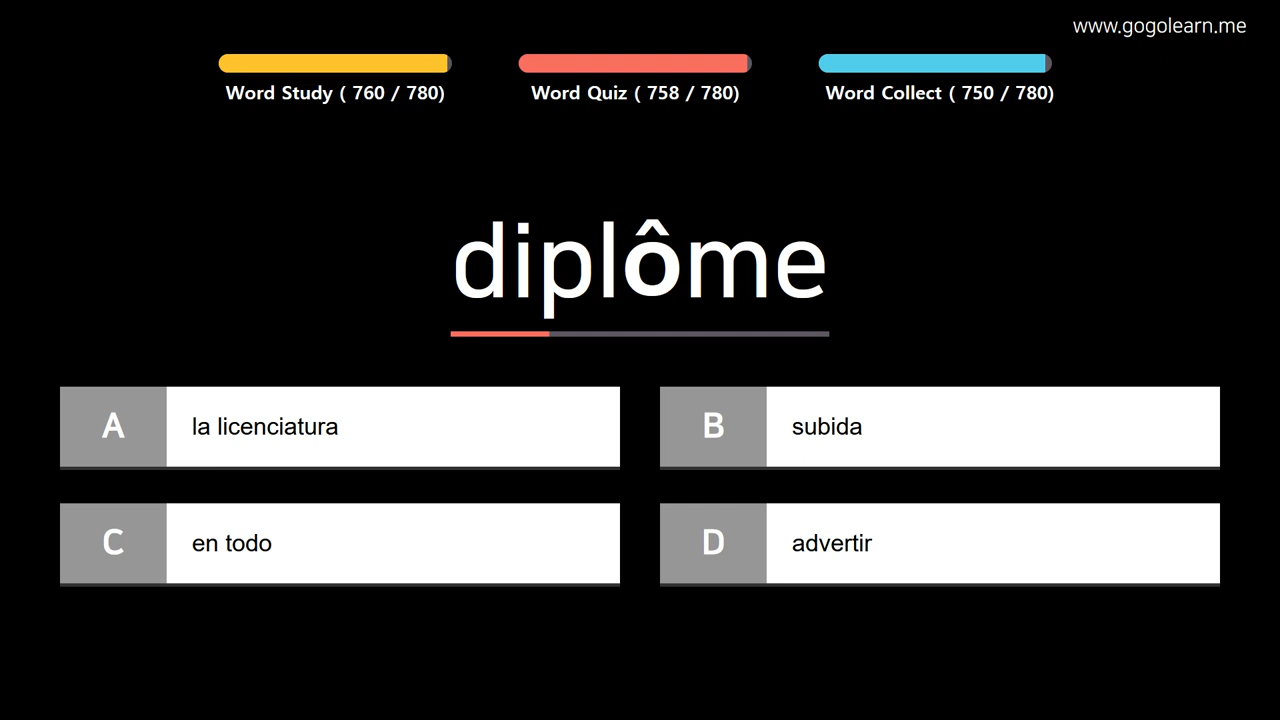 www.gogolearn.me
Word Study ( 760 / 780)
Word Quiz ( 758 / 780)
Word Collect ( 750 / 780)
diplôme
A
la licenciatura
B
subida
C
en todo
D
advertir